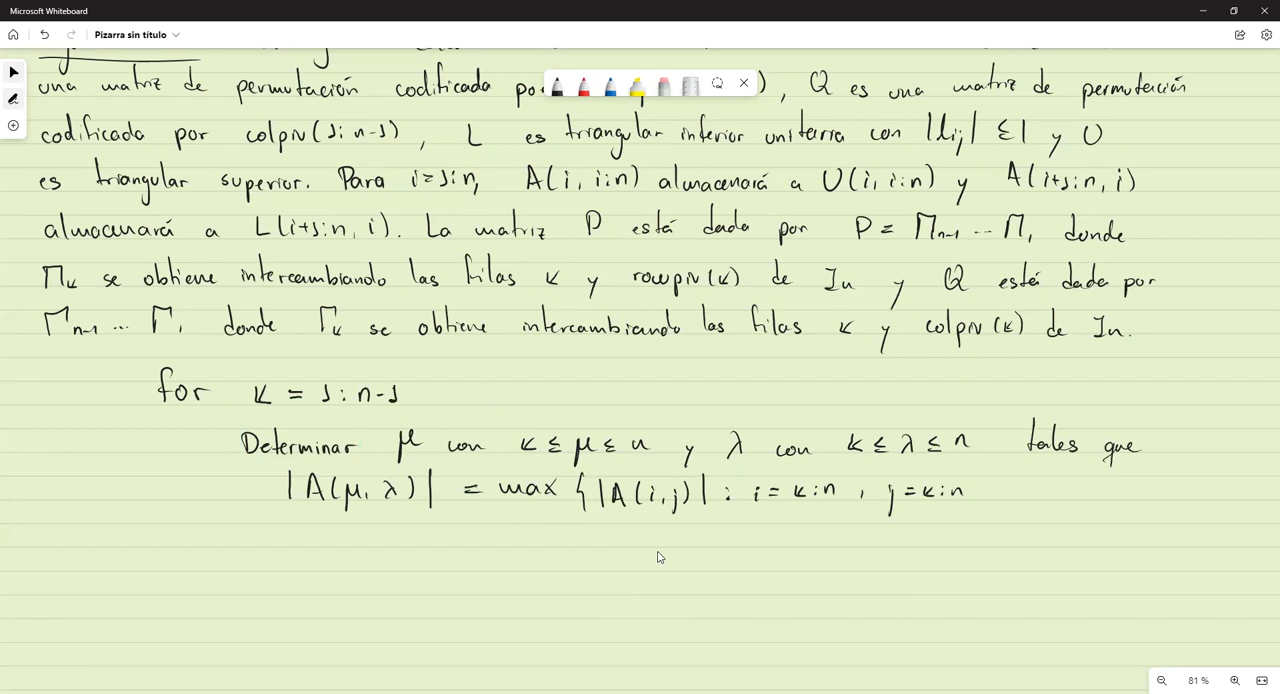 Microsoft Whiteboard
Pizarra sin título
una matriz de permutación codificada por ), Q es una matriz de permutación
codificada por colpiv(1:n-1), L es triangular inferior unitaria con |lij| ≤ 1 y U
es triangular superior. Para i=1:n, A(i, i:n) almacenará a U(i, i:n) y A(i+1:n, i)
almacenará a L(i+1:n, i). La matriz P está dada por P = Πn-1 ... Π1 donde
Πk se obtiene intercambiando las filas k y rowpiv(k) de In y Q está dada por
Γn-1 ... Γ1 donde Γk se obtiene intercambiando las filas k y colpiv(k) de In.
for k = 1:n-1
Determinar μ con k ≤ μ ≤ n y λ con k ≤ λ ≤ n tales que
|A(μ, λ)| = max {|A(i,j)| : i = k:n, j = k:n
81 %